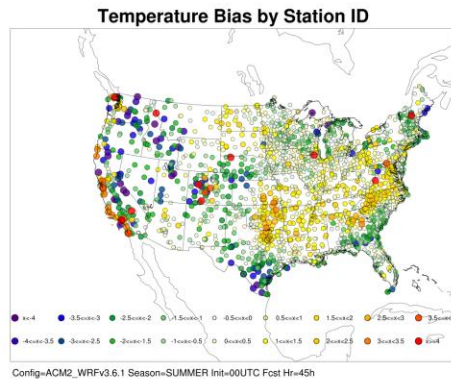 Temperature Bias by Station ID
x<-4 -3.5<=x<-3 -2.5<=x<-2 -1.5<=x<-1 -0.5<=x<0 0.5<=x<1 1.5<=x<2 2.5<=x<3 3.5<=x
-4<=x<-3.5 -3<=x<-2.5 -2<=x<-1.5 -1<=x<-0.5 0<=x<0.5 1<=x<1.5 2<=x<2.5 3<=x<3.5 x>=4
Config=ACM2_WRFv3.6.1 Season=SUMMER Init=00UTC Fcst Hr=45h